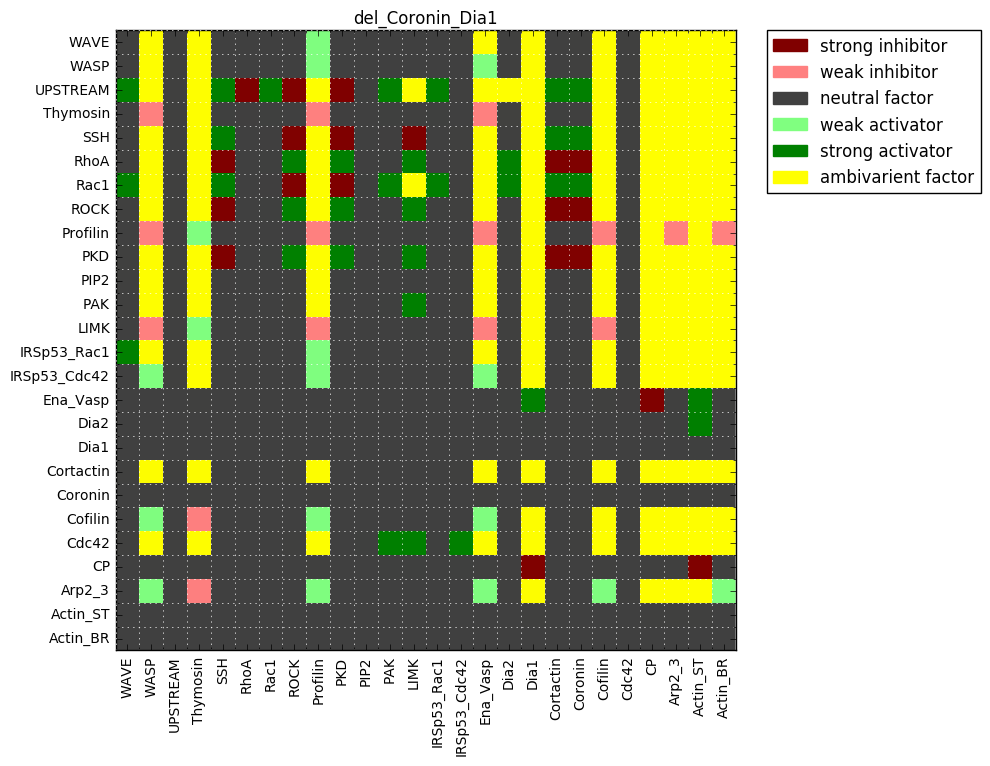 del_Coronin_Dia1
WAVE
WASP
UPSTREAM
Thymosin
SSH
RhoA
Rac1
ROCK
Profilin
PKD
PIP2
PAK
LIMK
IRSp53_Rac1
IRSp53_Cdc42
Ena_Vasp
Dia2
Dia1
Cortactin
Coronin
Cofilin
Cdc42
CP
Arp2_3
Actin_ST
Actin_BR
WAVE
WASP
UPSTREAM
Thymosin
SSH
RhoA
Rac1
ROCK
Profilin
PKD
PIP2
PAK
LIMK
IRSp53_Rac1
IRSp53_Cdc42
Ena_Vasp
Dia2
Dia1
Cortactin
Coronin
Cofilin
Cdc42
CP
Arp2_3
Actin_ST
Actin_BR
strong inhibitor
weak inhibitor
neutral factor
weak activator
strong activator
ambivarient factor